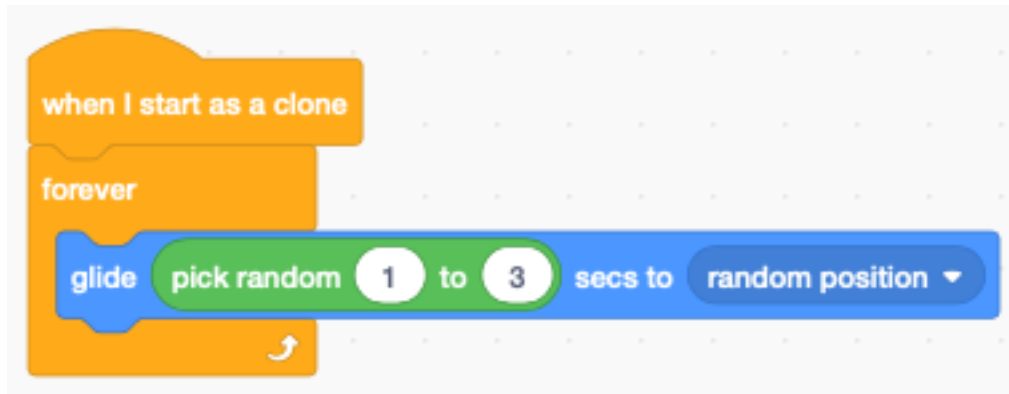 when I start as a clone
forever
glide pick random 1 to 3 secs to random position